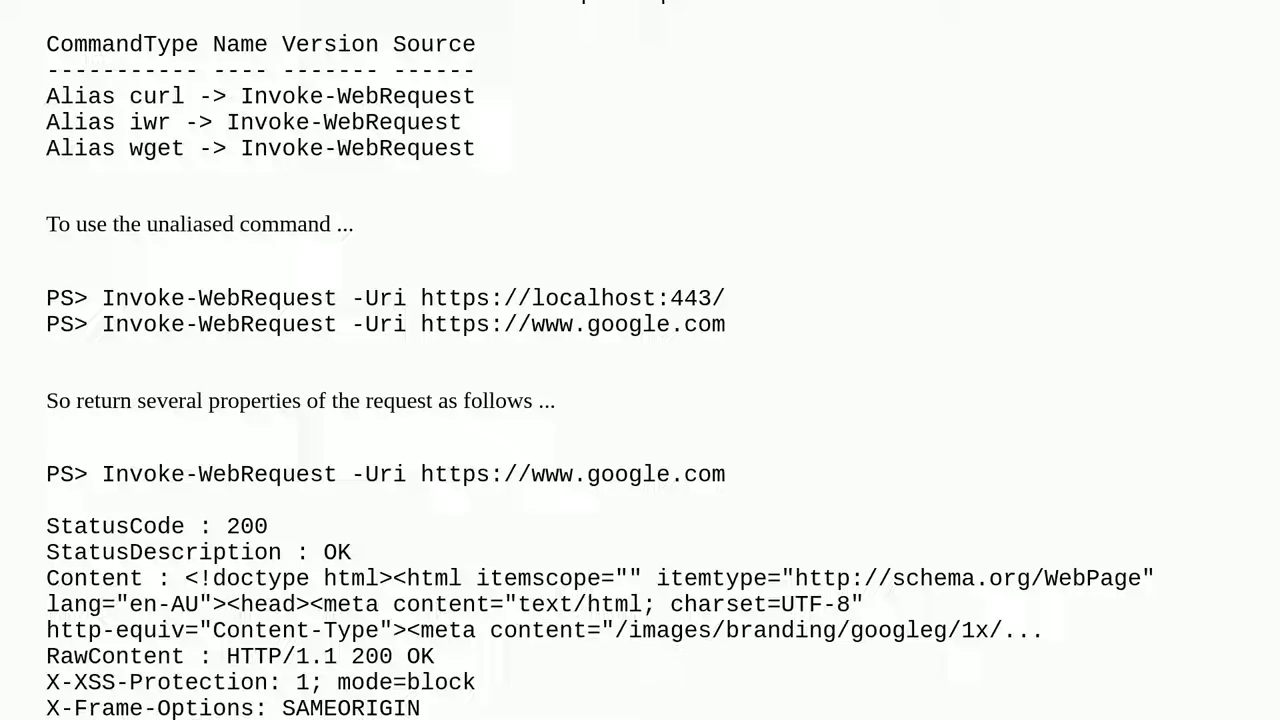 CommandType Name Version Source
----------- ---- ------- ------
Alias curl -> Invoke-WebRequest
Alias iwr -> Invoke-WebRequest
Alias wget -> Invoke-WebRequest
To use the unaliased command ...
PS> Invoke-WebRequest -Uri https://localhost:443/
PS> Invoke-WebRequest -Uri https://www.google.com
So return several properties of the request as follows ...
PS> Invoke-WebRequest -Uri https://www.google.com
StatusCode : 200
StatusDescription : OK
Content : <!doctype html><html itemscope="" itemtype="http://schema.org/WebPage"
lang="en-AU"><head><meta content="text/html; charset=UTF-8"
http-equiv="Content-Type"><meta content="/images/branding/googleg/1x/...
RawContent : HTTP/1.1 200 OK
X-XSS-Protection: 1; mode=block
X-Frame-Options: SAMEORIGIN